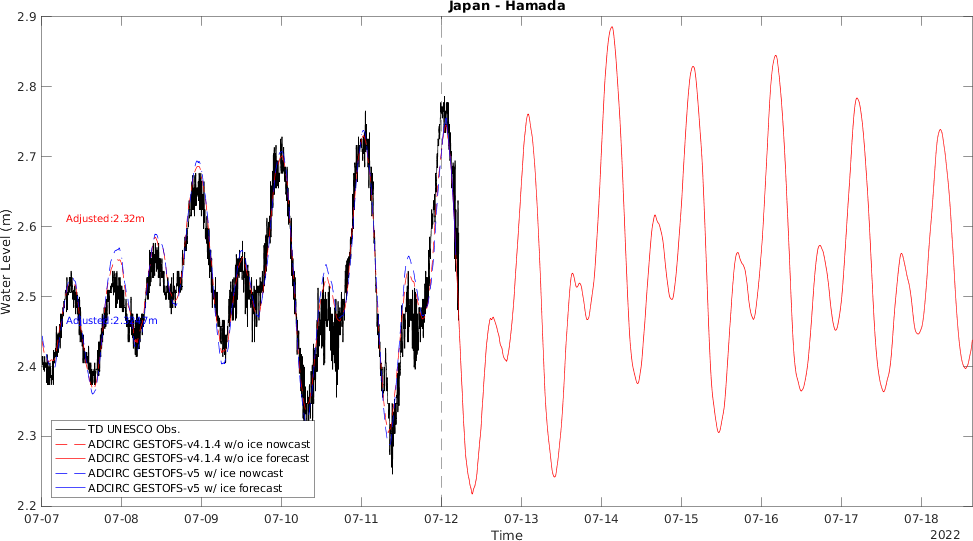 Japan - Hamada
2.9
2.8
2.7
2.6
2.5
2.4
2.3
2.2
Water Level (m)
Adjusted:2.32m
TD UNESCO Obs.
ADCIRC GESTOFS-v4.1.4 w/o ice nowcast
ADCIRC GESTOFS-v4.1.4 w/o ice forecast
ADCIRC GESTOFS-v5 w/ ice nowcast
ADCIRC GESTOFS-v5 w/ ice forecast
07-07 07-08 07-09 07-10 07-11 07-12 07-13 07-14 07-15 07-16 07-17 07-18
Time
2022